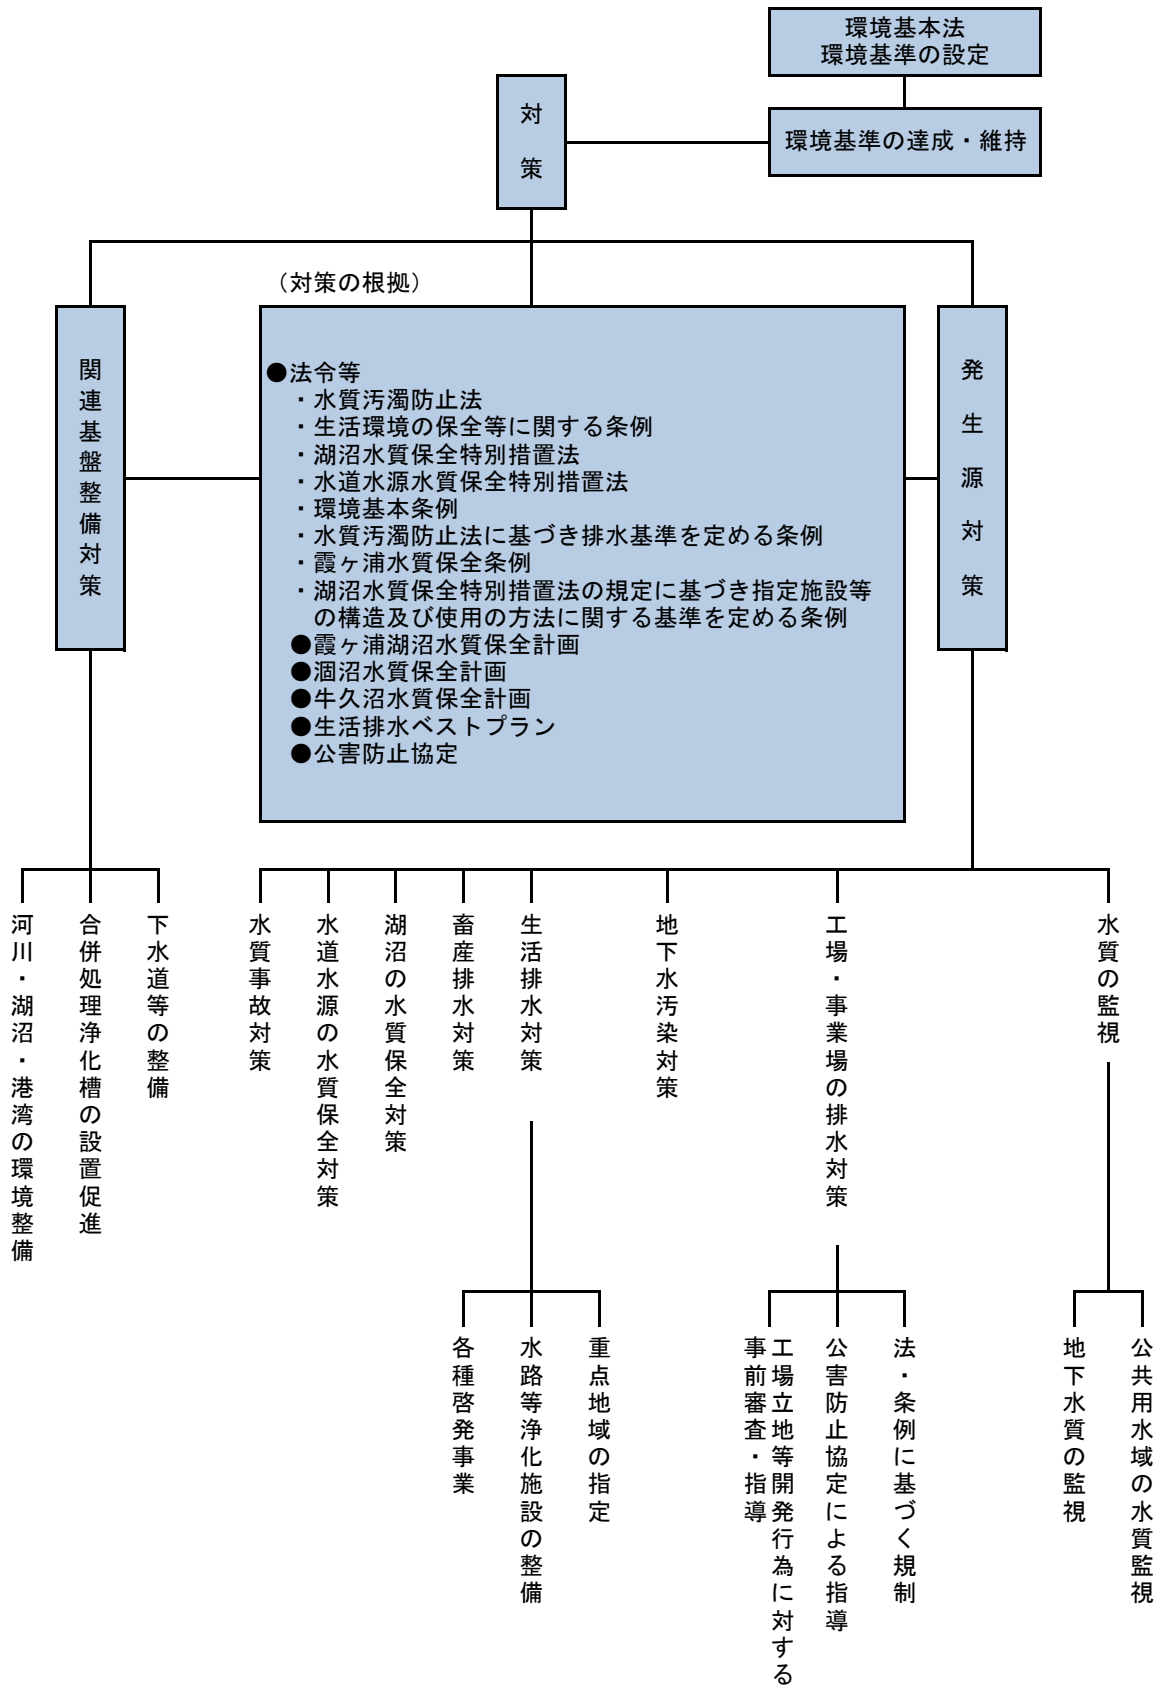 環境基本法
環境基準の設定
環境基準の達成・維持
対策
（対策の根拠）
関連基盤整備対策
●法令等
・水質汚濁防止法
・生活環境の保全等に関する条例
・湖沼水質保全特別措置法
・水道水源水質保全特別措置法
・環境基本条例
・水質汚濁防止法に基づき排水基準を定める条例
・霞ヶ浦水質保全条例
・湖沼水質保全特別措置法の規定に基づき指定施設等
の構造及び使用の方法に関する基準を定める条例
●霞ヶ浦湖沼水質保全計画
●涸沼水質保全計画
●牛久沼水質保全計画
●生活排水ベストプラン
●公害防止協定
発生源対策
水質の監視
工場・事業場の排水対策
地下水汚染対策
生活排水対策
畜産排水対策
湖沼の水質保全対策
水道水源の水質保全対策
水質事故対策
下水道等の整備
合併処理浄化槽の設置促進
河川・湖沼・港湾の環境整備
公共用水域の水質監視
地下水質の監視
法・条例に基づく規制
公害防止協定による指導
工場立地等開発行為に対する
事前審査・指導
重点地域の指定
水路等浄化施設の整備
各種啓発事業